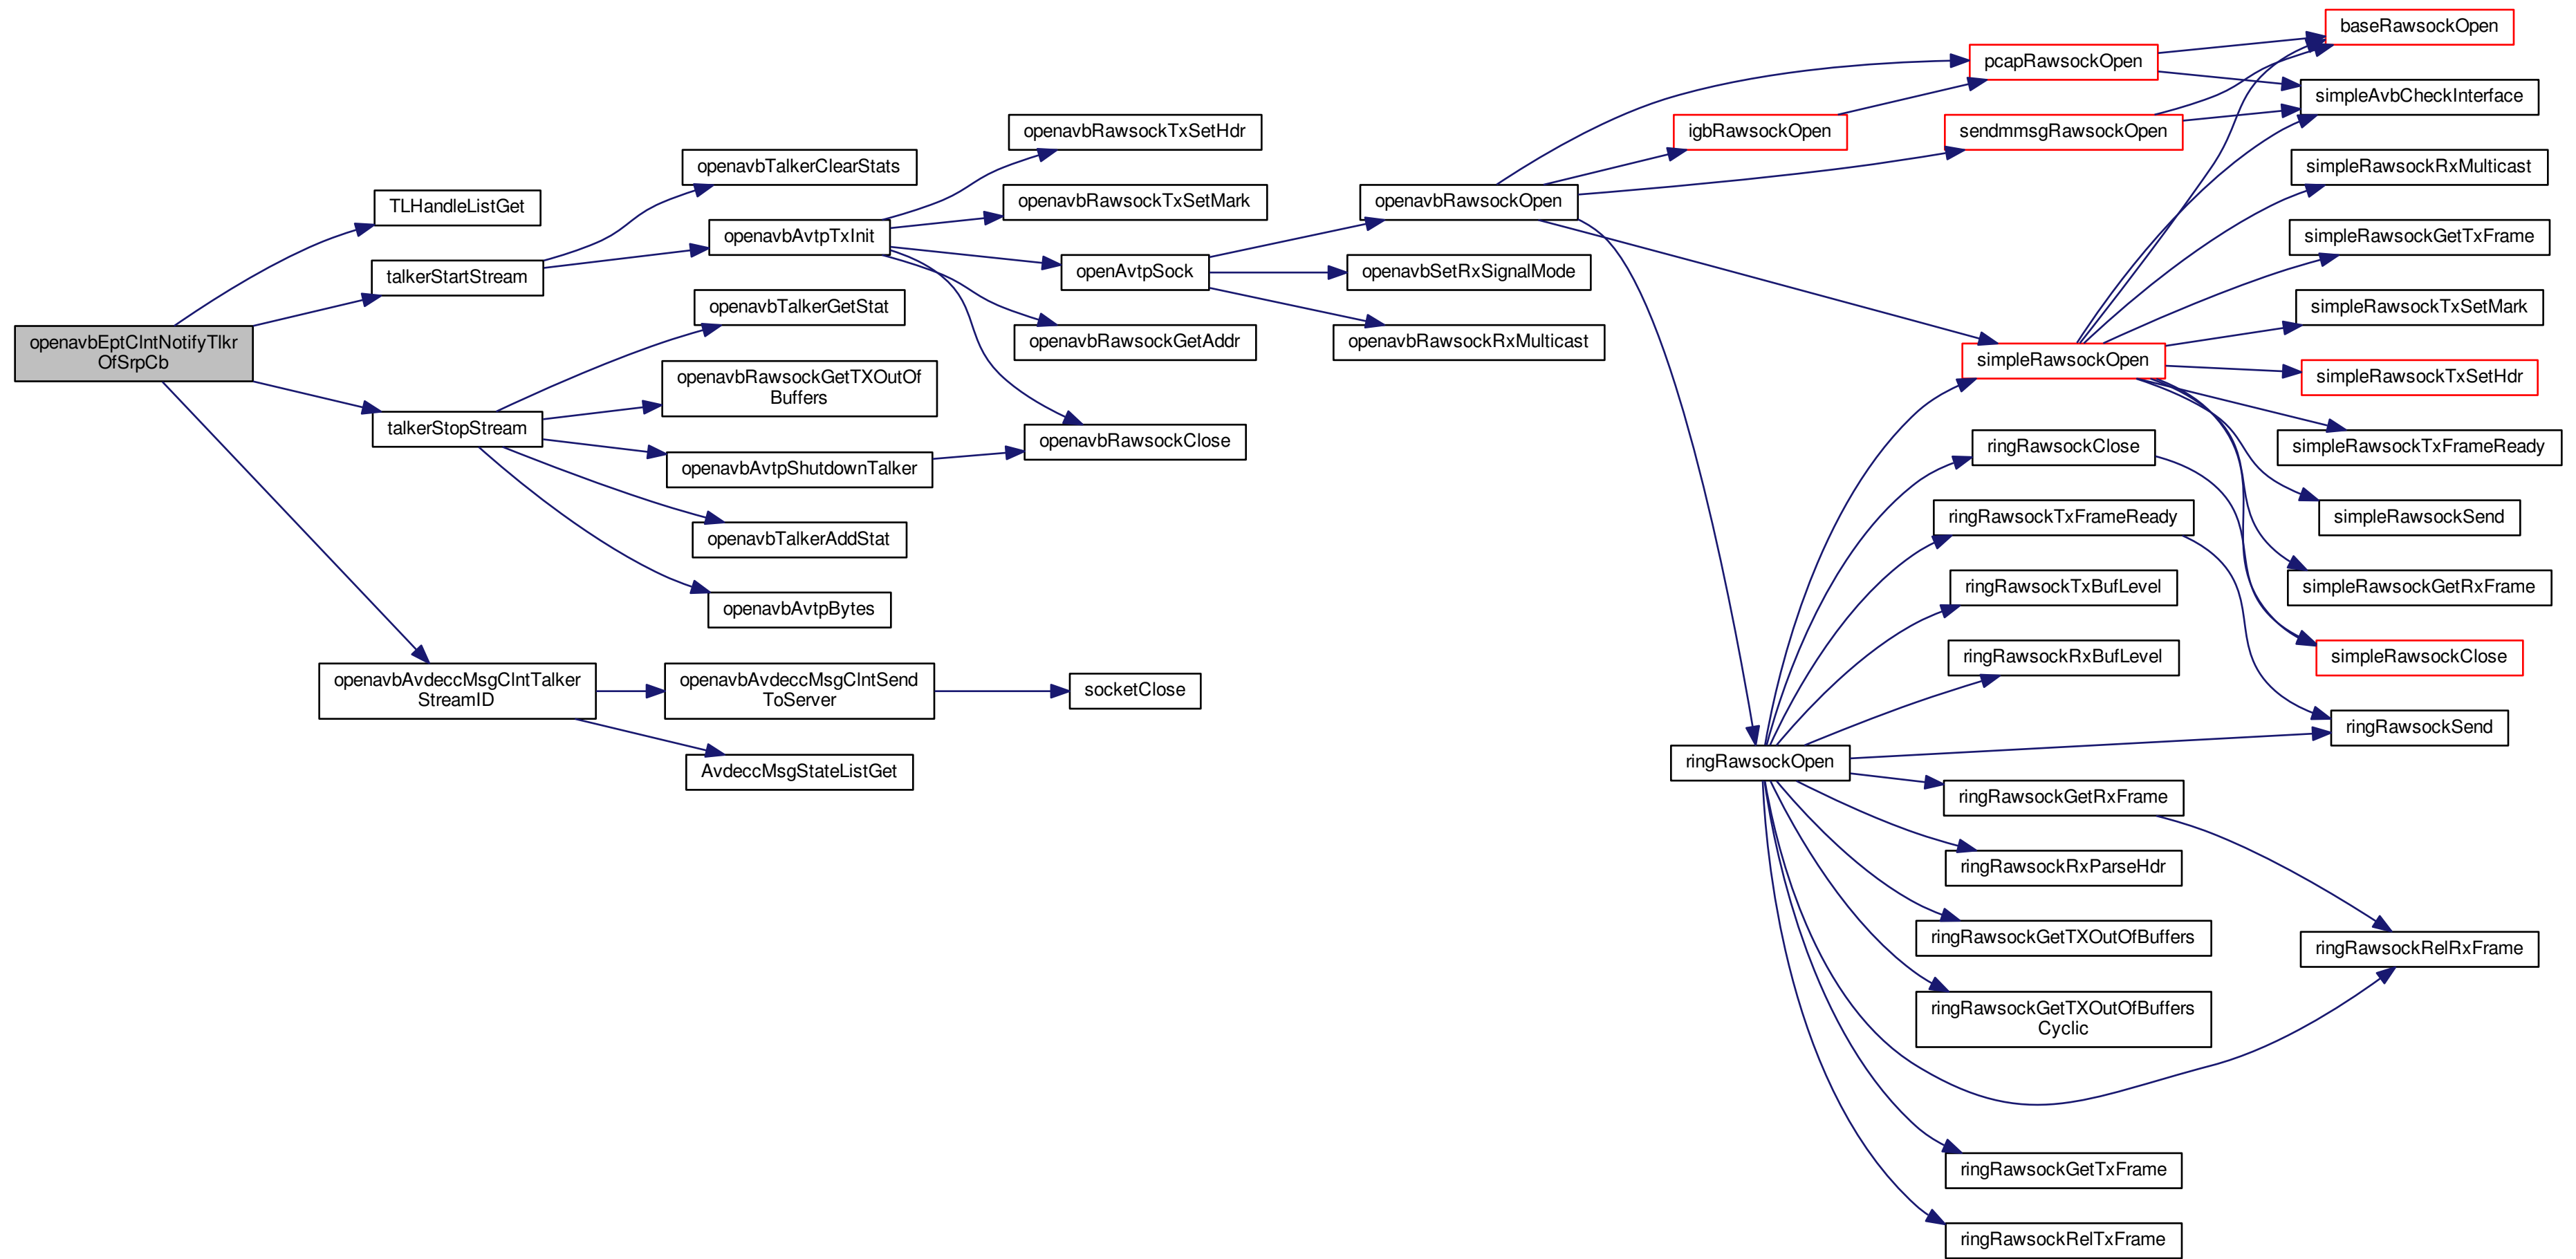 openavbEptClntNotifyTlkr
OfSrpCb
TLHandleListGet
talkerStartStream
talkerStopStream
openavbAvdeccMsgClntTalker
StreamID
openavbTalkerClearStats
openavbAvtpTxInit
openavbTalkerGetStat
openavbRawsockGetTXOutOf
Buffers
openavbAvtpShutdownTalker
openavbTalkerAddStat
openavbAvtpBytes
openavbAvdeccMsgClntSend
ToServer
AvdeccMsgStateListGet
openavbRawsockTxSetHdr
openavbRawsockTxSetMark
openAvtpSock
openavbRawsockGetAddr
openavbRawsockClose
socketClose
openavbRawsockOpen
openavbSetRxSignalMode
openavbRawsockRxMulticast
igbRawsockOpen
ringRawsockOpen
pcapRawsockOpen
sendmmsgRawsockOpen
simpleRawsockOpen
ringRawsockClose
ringRawsockTxFrameReady
ringRawsockTxBufLevel
ringRawsockRxBufLevel
ringRawsockGetRxFrame
ringRawsockRxParseHdr
ringRawsockGetTXOutOfBuffers
ringRawsockGetTXOutOfBuffers
Cyclic
ringRawsockGetTxFrame
ringRawsockRelTxFrame
baseRawsockOpen
simpleAvbCheckInterface
simpleRawsockRxMulticast
simpleRawsockGetTxFrame
simpleRawsockTxSetMark
simpleRawsockTxSetHdr
simpleRawsockTxFrameReady
simpleRawsockSend
simpleRawsockGetRxFrame
simpleRawsockClose
ringRawsockSend
ringRawsockRelRxFrame